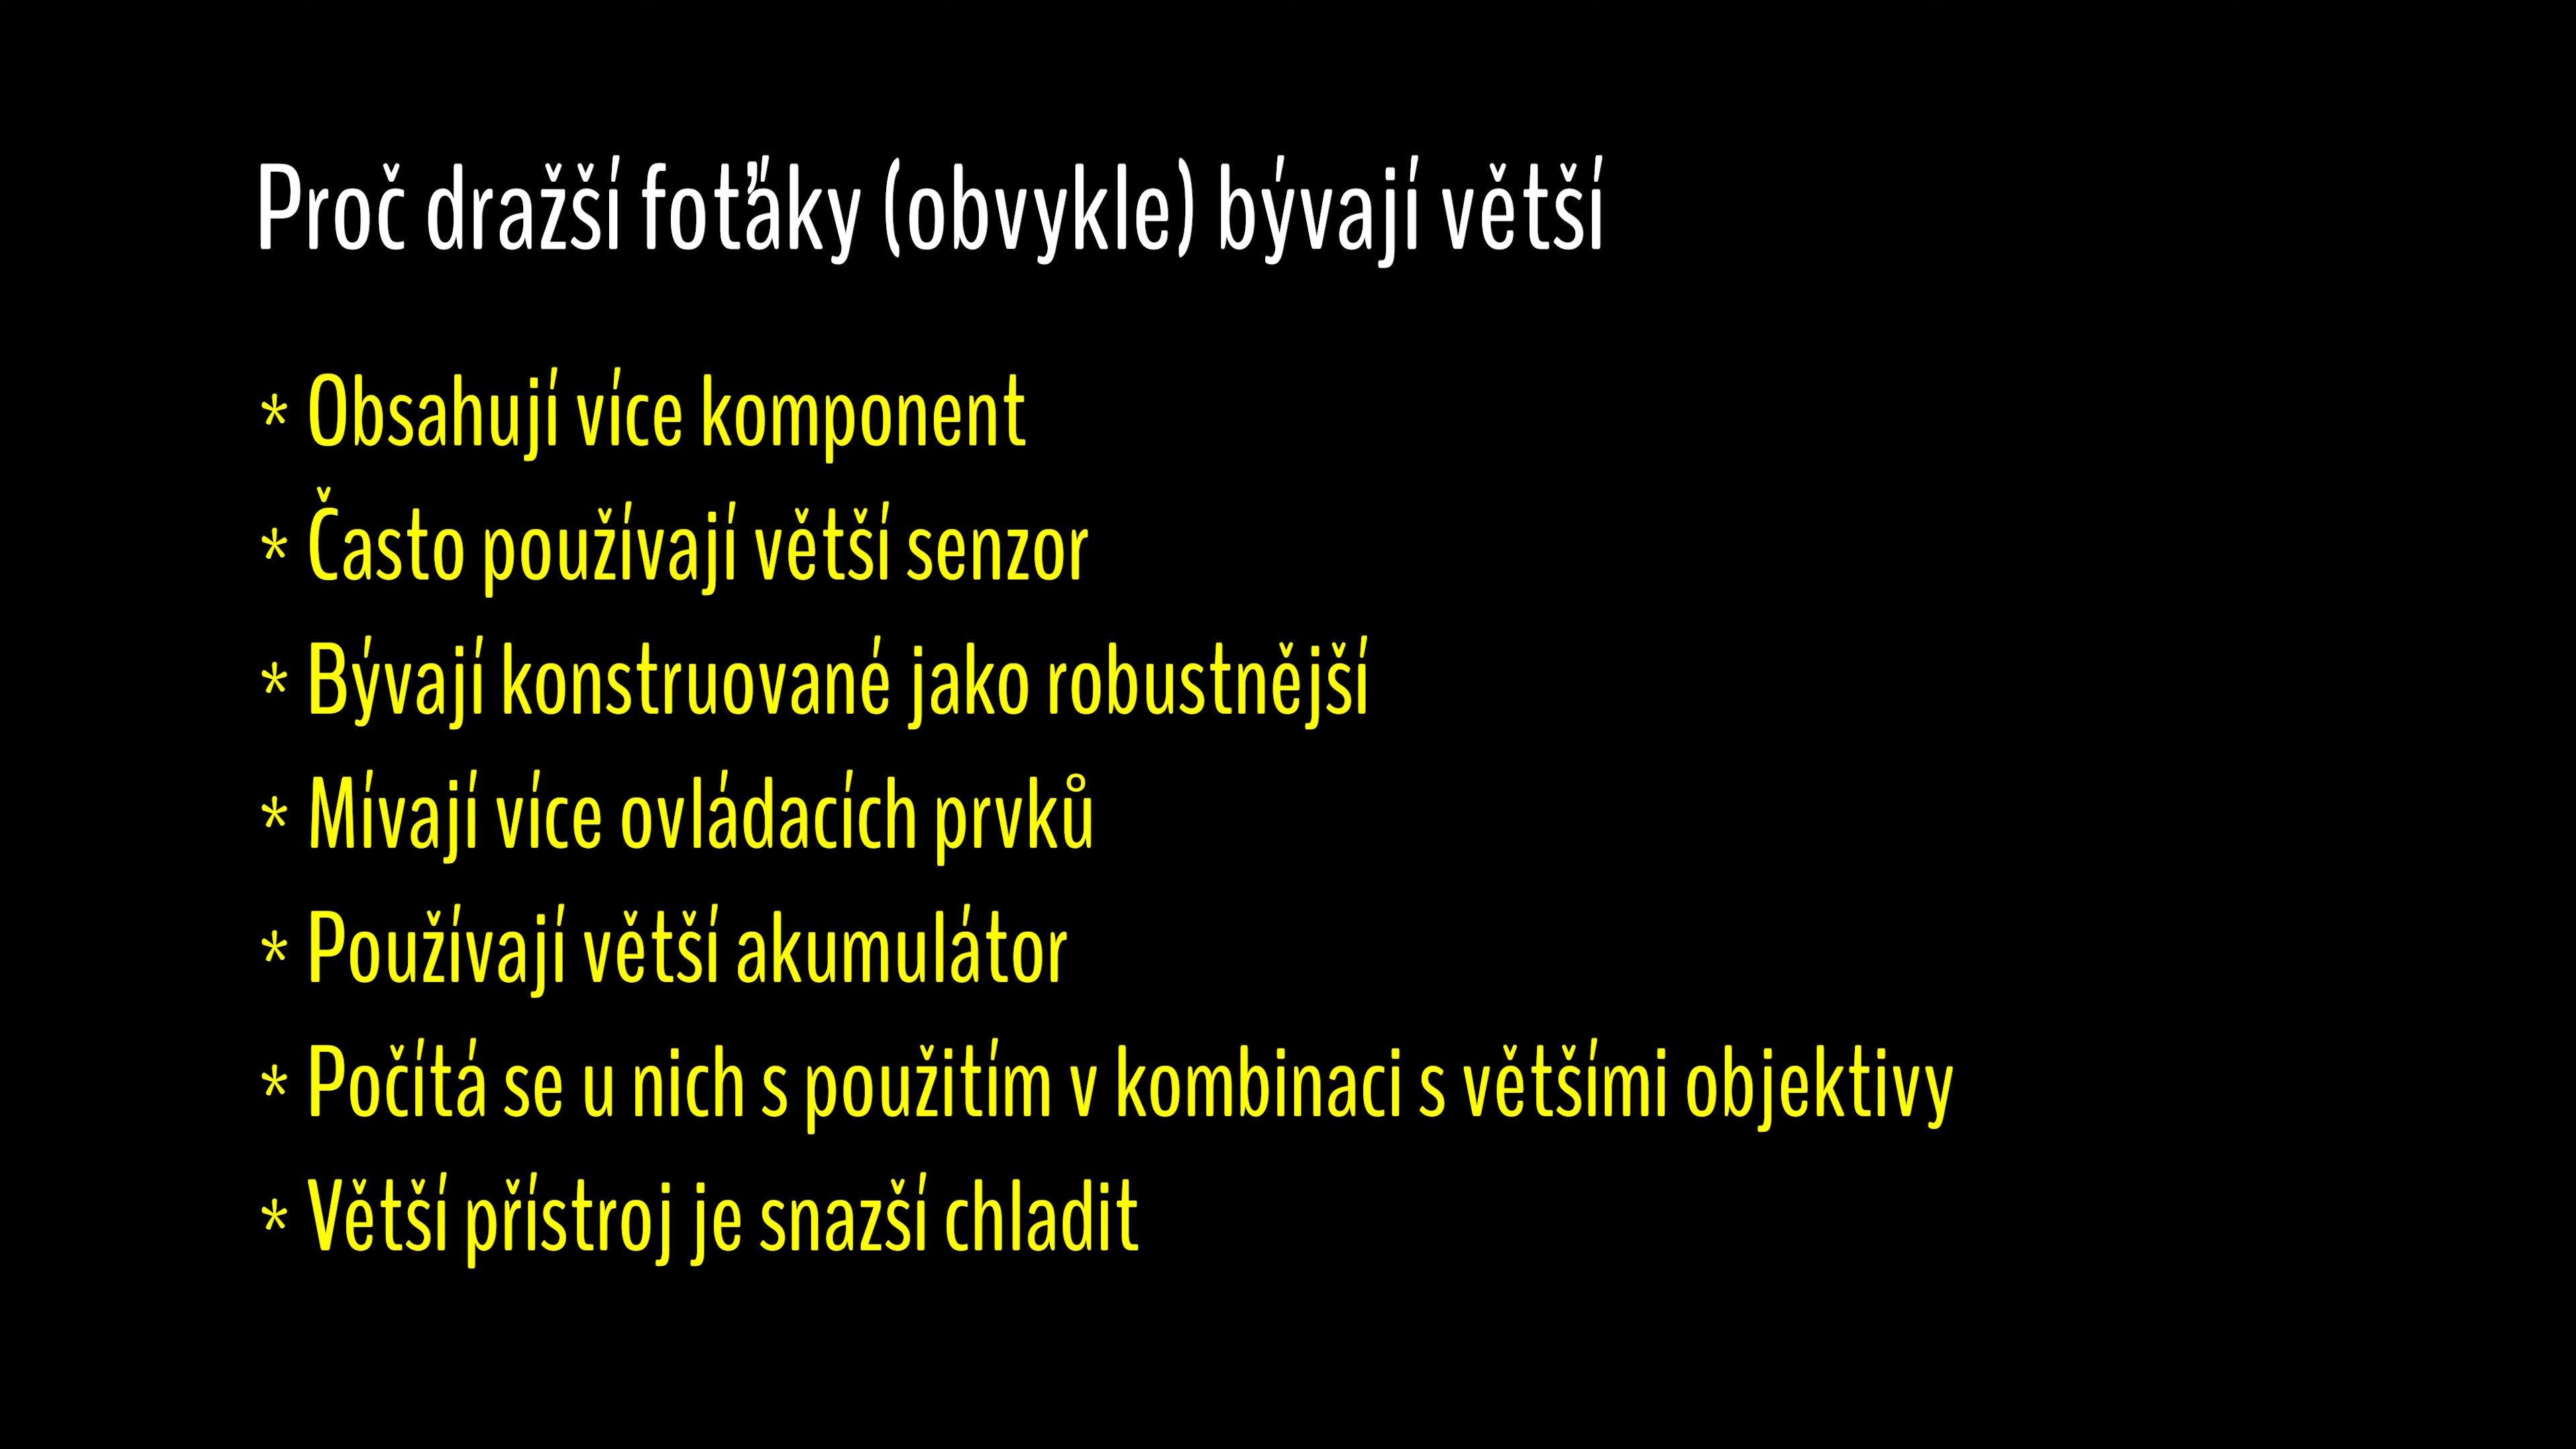 Proč dražší foťáky (obvykle) bývají větší
* Obsahují více komponent
* Často používají větší senzor
* Bývají konstruované jako robustnější
* Mívají více ovládacích prvků
* Používají větší akumulátor
* Počítá se u nich s použitím v kombinaci s většími objektivy
* Větší přístroj je snazší chladit